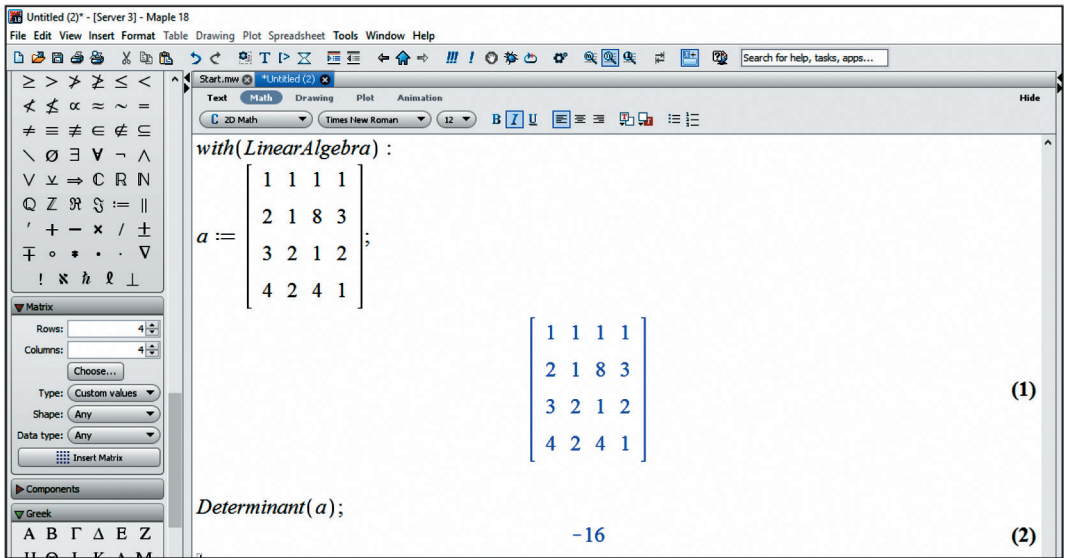 Untitled (2)* - [Server 3] - Maple 18
File Edit View Insert Format Table Drawing Plot Spreadsheet Tools Window Help
Search for help, tasks, apps...
Start.mw *Untitled (2)
Text Math Drawing Plot Animation Hide
C 2D Math Times New Roman 12 B I U
≥ > ≯ ≱ ≤ <
≮ ≰ ∝ ≈ ~ =
≠ ≡ ≢ ∈ ∉ ⊆
\ Ø ∃ ∀ ¬ ∧
∨ ⊻ ⇒ ℂ ℝ ℕ
ℚ ℤ ℜ ℑ := ||
′ + − × / ±
∓ ∘ * • · ∇
! ℵ ℏ ℓ ⊥
Matrix
Rows: 4
Columns: 4
Choose...
Type: Custom values
Shape: Any
Data type: Any
Insert Matrix
Components
Greek
Α Β Γ Δ Ε Ζ
with(LinearAlgebra) :
a :=
1 1 1 1
2 1 8 3
3 2 1 2
4 2 4 1
;
1 1 1 1
2 1 8 3
3 2 1 2
4 2 4 1
(1)
Determinant(a);
-16
(2)